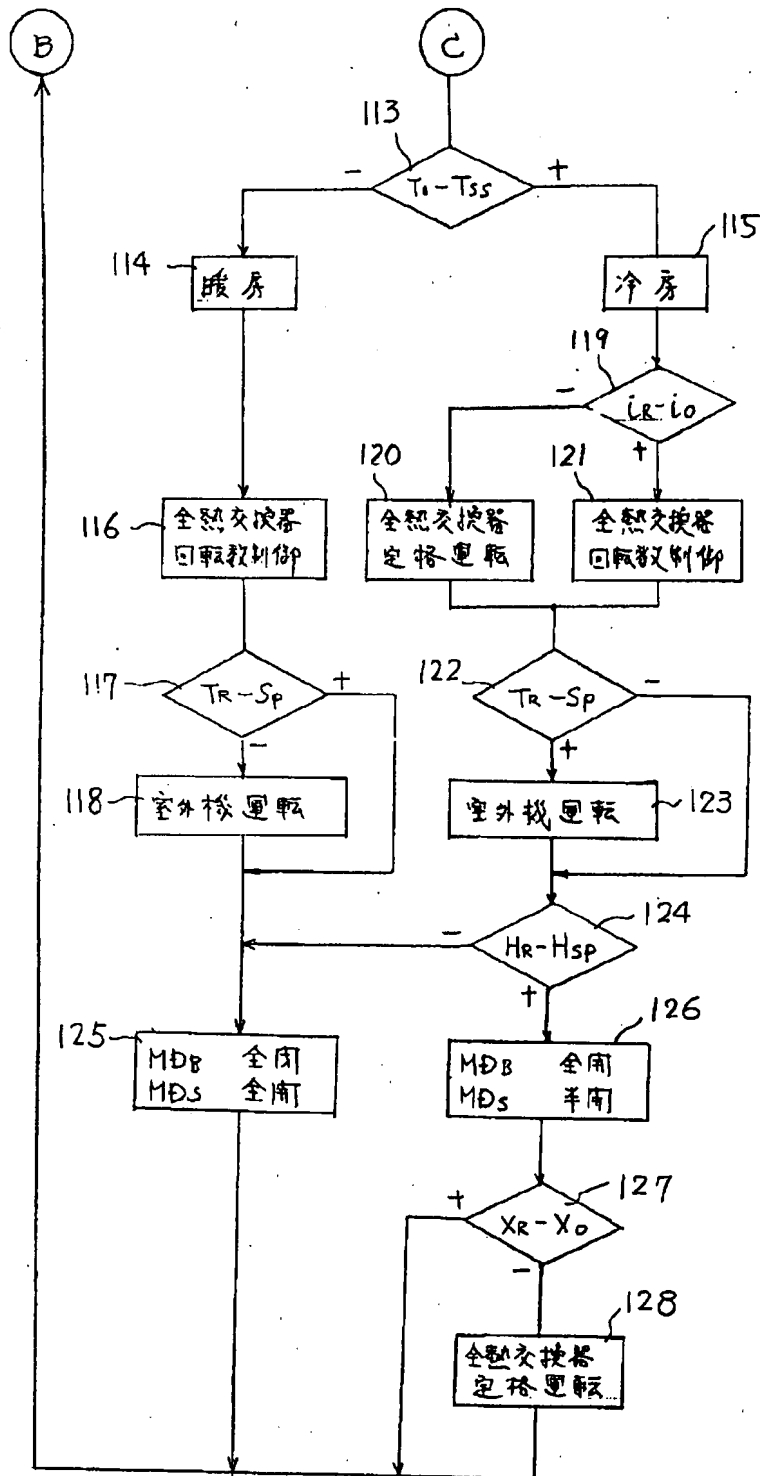 B
C
113
− T₀−Tss +
114
暖房
115
冷房
119
− iR−io
+
120
全熱交換器
定格運転
121
全熱交換器
回転数制御
116
全熱交換器
回転数制御
117
TR−SP +
−
118
室外機運転
122
TR−SP −
+
室外機運転
123
124
− HR−HSP
+
125
MDB 全閉
MDS 全開
126
MDB 全開
MDS 半開
127
+ XR−Xo
−
128
全熱交換器
定格運転